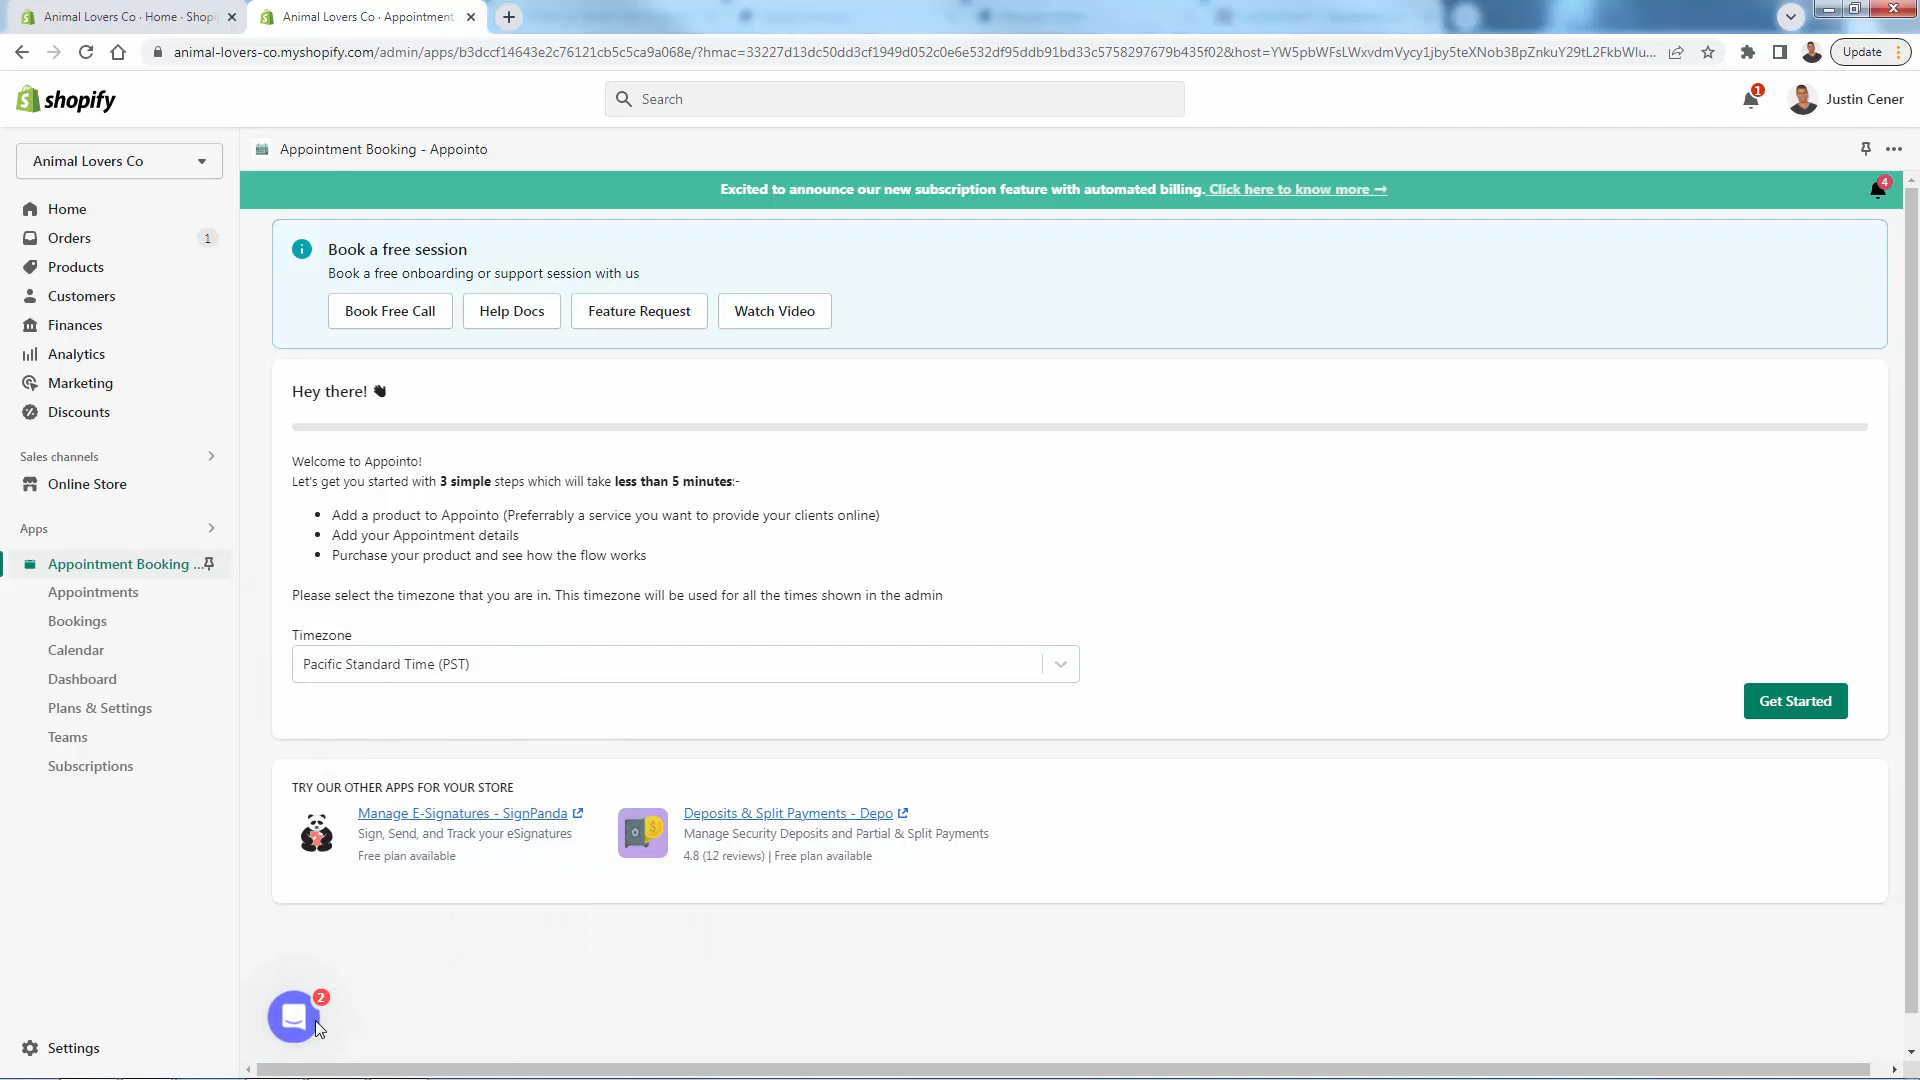 Animal Lovers Co · Home · Shopi
Animal Lovers Co · Appointment
animal-lovers-co.myshopify.com/admin/apps/b3dccf14643e2c76121cb5c5ca9a068e/?hmac=33227d13dc50dd3cf1949d052c0e6e532df95ddb91bd33c5758297679b435f02&host=YW5pbWFsLWxvdmVycy1jby5teXNob3BpZnkuY29tL2FkbWlu...
Update
shopify
Search
1
Justin Cener
Animal Lovers Co
Home
Orders 1
Products
Customers
Finances
Analytics
Marketing
Discounts
Sales channels
Online Store
Apps
Appointment Booking ...
Appointments
Bookings
Calendar
Dashboard
Plans & Settings
Teams
Subscriptions
Settings
Appointment Booking - Appointo
Excited to announce our new subscription feature with automated billing. Click here to know more →
4
Book a free session
Book a free onboarding or support session with us
Book Free Call
Help Docs
Feature Request
Watch Video
Hey there!
Welcome to Appointo!
Let's get you started with 3 simple steps which will take less than 5 minutes:-
• Add a product to Appointo (Preferrably a service you want to provide your clients online)
• Add your Appointment details
• Purchase your product and see how the flow works
Please select the timezone that you are in. This timezone will be used for all the times shown in the admin
Timezone
Pacific Standard Time (PST)
Get Started
TRY OUR OTHER APPS FOR YOUR STORE
Manage E-Signatures - SignPanda
Sign, Send, and Track your eSignatures
Free plan available
Deposits & Split Payments - Depo
Manage Security Deposits and Partial & Split Payments
4.8 (12 reviews) | Free plan available
2